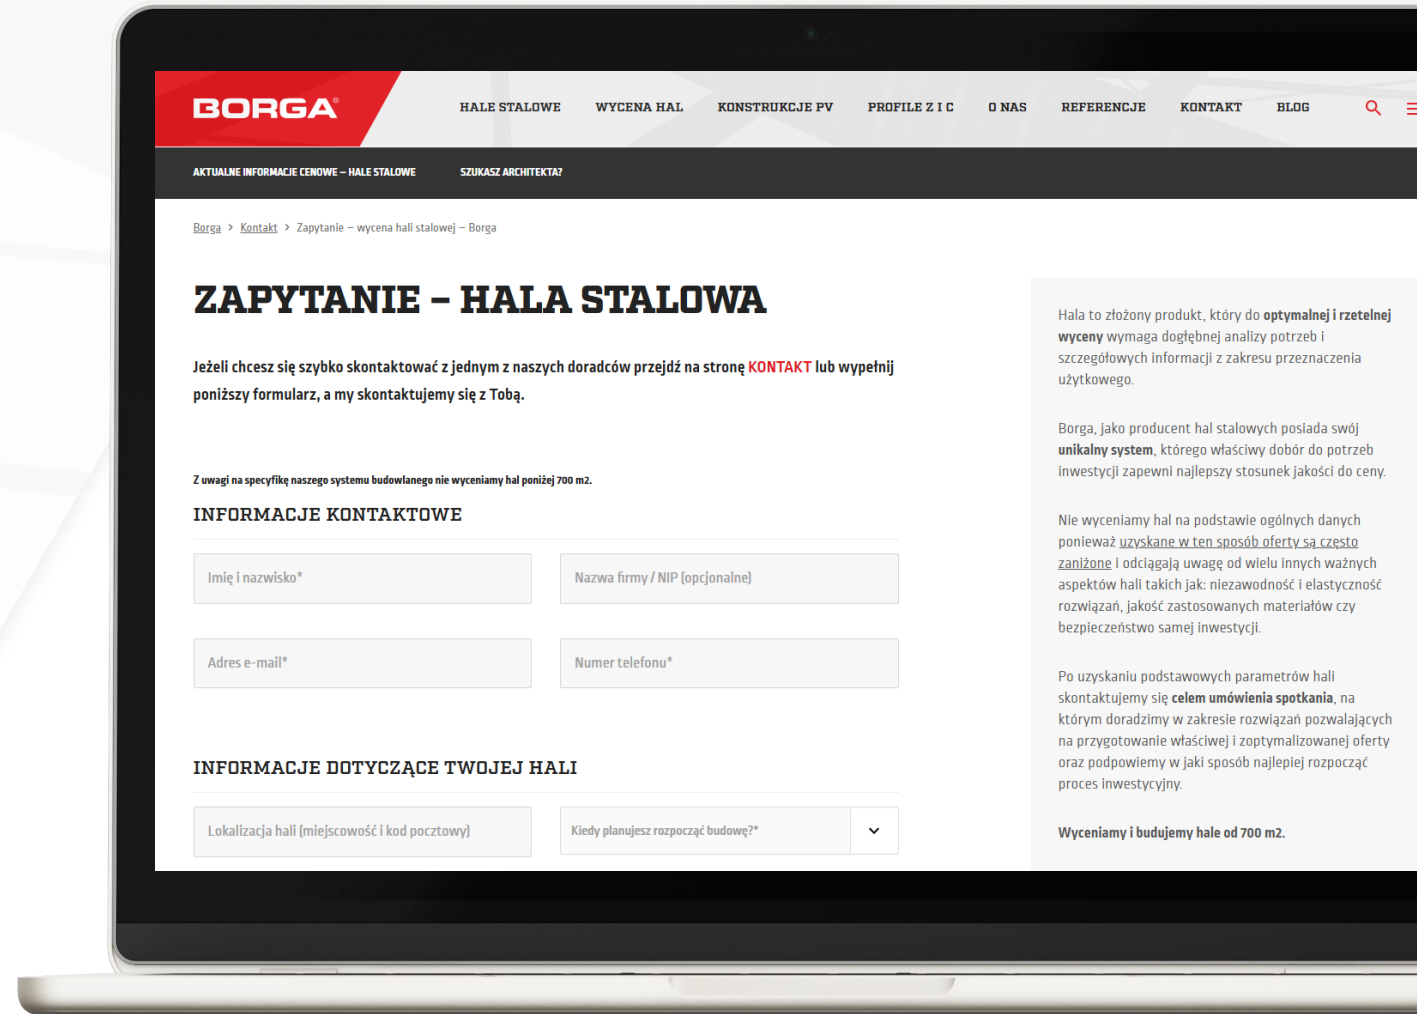 BORGA®
HALE STALOWE
WYCENA HAL
KONSTRUKCJE PV
PROFILE Z I C
O NAS
REFERENCJE
KONTAKT
BLOG
AKTUALNE INFORMACJE CENOWE – HALE STALOWE
SZUKASZ ARCHITEKTA?
Borga > Kontakt > Zapytanie – wycena hali stalowej – Borga
ZAPYTANIE – HALA STALOWA
Jeżeli chcesz się szybko skontaktować z jednym z naszych doradców przejdź na stronę KONTAKT lub wypełnij
poniższy formularz, a my skontaktujemy się z Tobą.
Z uwagi na specyfikę naszego systemu budowlanego nie wyceniamy hal poniżej 700 m2.
INFORMACJE KONTAKTOWE
Imię i nazwisko*
Nazwa firmy / NIP (opcjonalne)
Adres e-mail*
Numer telefonu*
INFORMACJE DOTYCZĄCE TWOJEJ HALI
Lokalizacja hali (miejscowość i kod pocztowy)
Kiedy planujesz rozpocząć budowę?*
Hala to złożony produkt, który do optymalnej i rzetelnej
wyceny wymaga dogłębnej analizy potrzeb i
szczegółowych informacji z zakresu przeznaczenia
użytkowego.
Borga, jako producent hal stalowych posiada swój
unikalny system, którego właściwy dobór do potrzeb
inwestycji zapewni najlepszy stosunek jakości do ceny.
Nie wyceniamy hal na podstawie ogólnych danych
ponieważ uzyskane w ten sposób oferty są często
zaniżone i odciągają uwagę od wielu innych ważnych
aspektów hali takich jak: niezawodność i elastyczność
rozwiązań, jakość zastosowanych materiałów czy
bezpieczeństwo samej inwestycji.
Po uzyskaniu podstawowych parametrów hali
skontaktujemy się celem umówienia spotkania, na
którym doradzimy w zakresie rozwiązań pozwalających
na przygotowanie właściwej i zoptymalizowanej oferty
oraz podpowiemy w jaki sposób najlepiej rozpocząć
proces inwestycyjny.
Wyceniamy i budujemy hale od 700 m2.